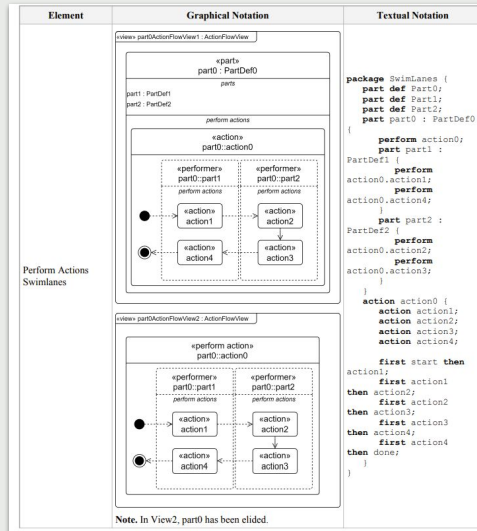 Element
Graphical Notation
Textual Notation
Perform Actions
Swimlanes
«view» part0ActionFlowView1 : ActionFlowView
«part»
part0 : PartDef0
parts
part1 : PartDef1
part2 : PartDef2
perform actions
«action»
part0::action0
«performer»
part0::part1
perform actions
«performer»
part0::part2
perform actions
«action»
action1
«action»
action2
«action»
action4
«action»
action3
«view» part0ActionFlowView2 : ActionFlowView
«perform action»
part0::action0
«performer»
part0::part1
perform actions
«performer»
part0::part2
perform actions
«action»
action1
«action»
action2
«action»
action4
«action»
action3
Note. In View2, part0 has been elided.
package SwimLanes {
part def Part0;
part def Part1;
part def Part2;
part part0 : PartDef0
{
perform action0;
part part1 :
PartDef1 {
perform
action0.action1;
perform
action0.action4;
}
part part2 :
PartDef2 {
perform
action0.action2;
perform
action0.action3;
}
}
action action0 {
action action1;
action action2;
action action3;
action action4;
first start then
action1;
first action1
then action2;
first action2
then action3;
first action3
then action4;
first action4
then done;
}
}